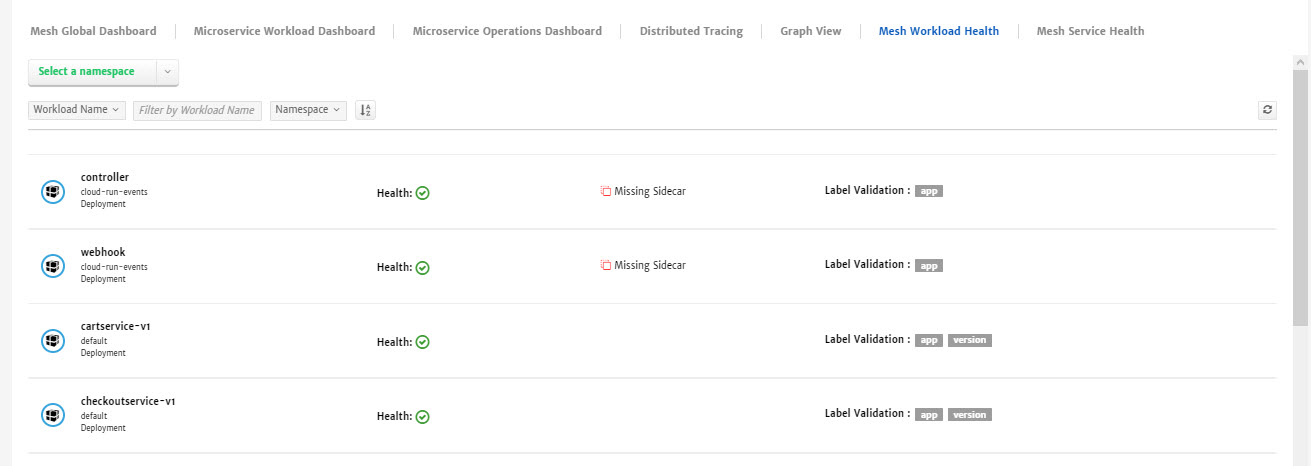 Mesh Global Dashboard Microservice Workload Dashboard Microservice Operations Dashboard Distributed Tracing Graph View Mesh Workload Health Mesh Service Health
Select a namespace
Workload Name Filter by Workload Name Namespace
controller
cloud-run-events
Deployment
Health: Missing Sidecar Label Validation : app
webhook
cloud-run-events
Deployment
Health: Missing Sidecar Label Validation : app
cartservice-v1
default
Deployment
Health: Label Validation : app version
checkoutservice-v1
default
Deployment
Health: Label Validation : app version